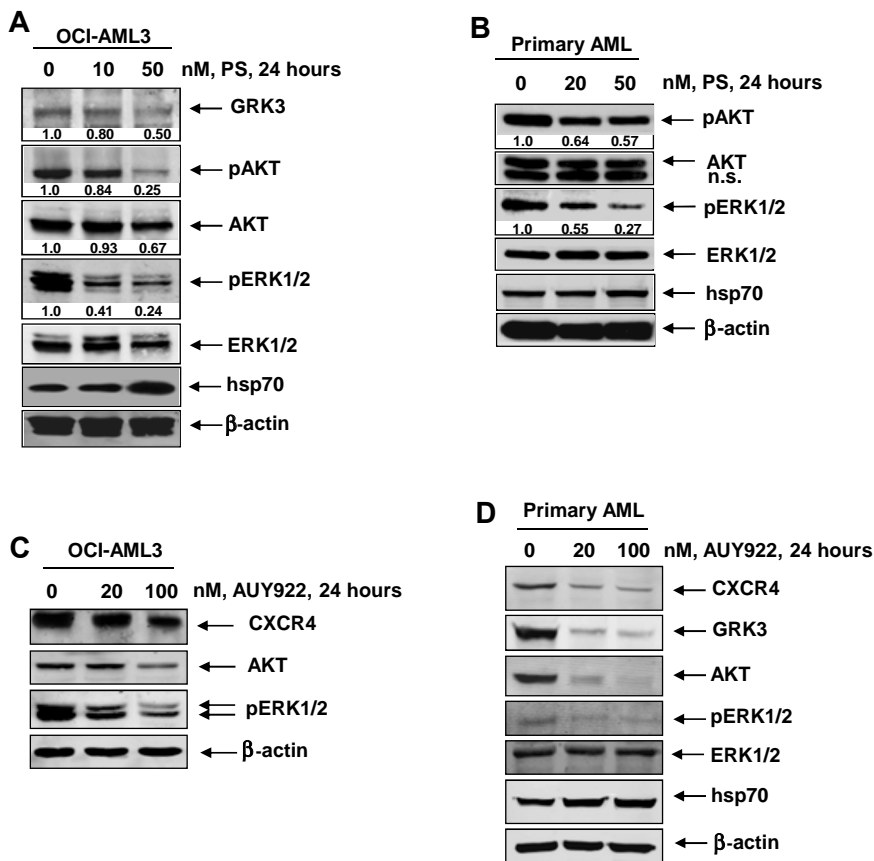 A
OCI-AML3
0 10 50 nM, PS, 24 hours
GRK3
1.0 0.80 0.50
pAKT
1.0 0.84 0.25
AKT
1.0 0.93 0.67
pERK1/2
1.0 0.41 0.24
ERK1/2
hsp70
β-actin
B
Primary AML
0 20 50 nM, PS, 24 hours
pAKT
1.0 0.64 0.57
AKT
n.s.
pERK1/2
1.0 0.55 0.27
ERK1/2
hsp70
β-actin
C
OCI-AML3
0 20 100 nM, AUY922, 24 hours
CXCR4
AKT
pERK1/2
β-actin
D
Primary AML
0 20 100 nM, AUY922, 24 hours
CXCR4
GRK3
AKT
pERK1/2
ERK1/2
hsp70
β-actin